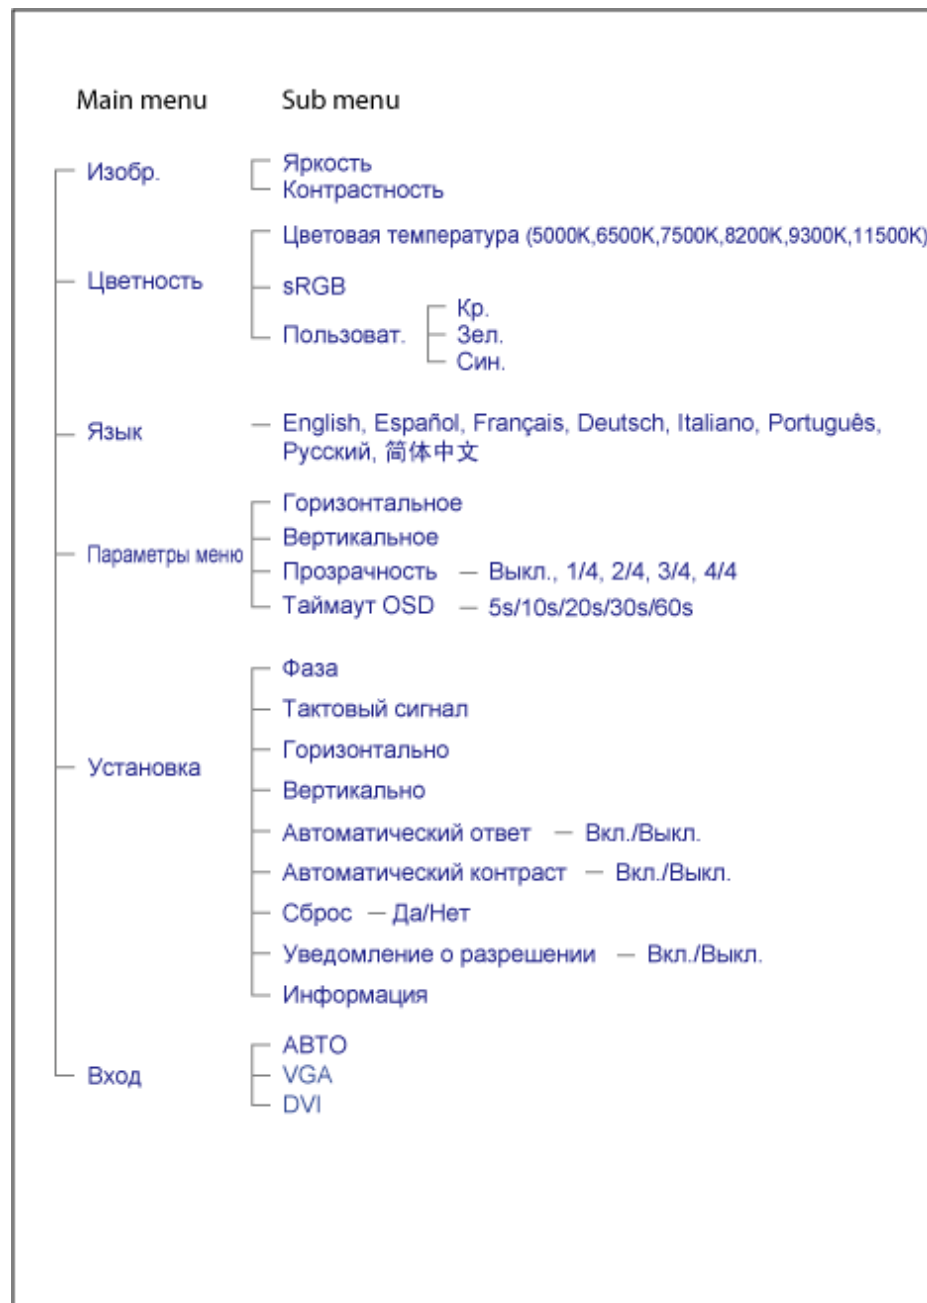 Main menu Sub menu
Изобр.
Яркость
Контрастность
Цветность
Цветовая температура (5000K,6500K,7500K,8200K,9300K,11500K)
sRGB
Пользоват.
Кр.
Зел.
Син.
Язык
English, Español, Français, Deutsch, Italiano, Português,
Русский, 简体中文
Параметры меню
Горизонтальное
Вертикальное
Прозрачность — Выкл., 1/4, 2/4, 3/4, 4/4
Таймаут OSD — 5s/10s/20s/30s/60s
Установка
Фаза
Тактовый сигнал
Горизонтально
Вертикально
Автоматический ответ — Вкл./Выкл.
Автоматический контраст — Вкл./Выкл.
Сброс — Да/Нет
Уведомление о разрешении — Вкл./Выкл.
Информация
Вход
АВТО
VGA
DVI